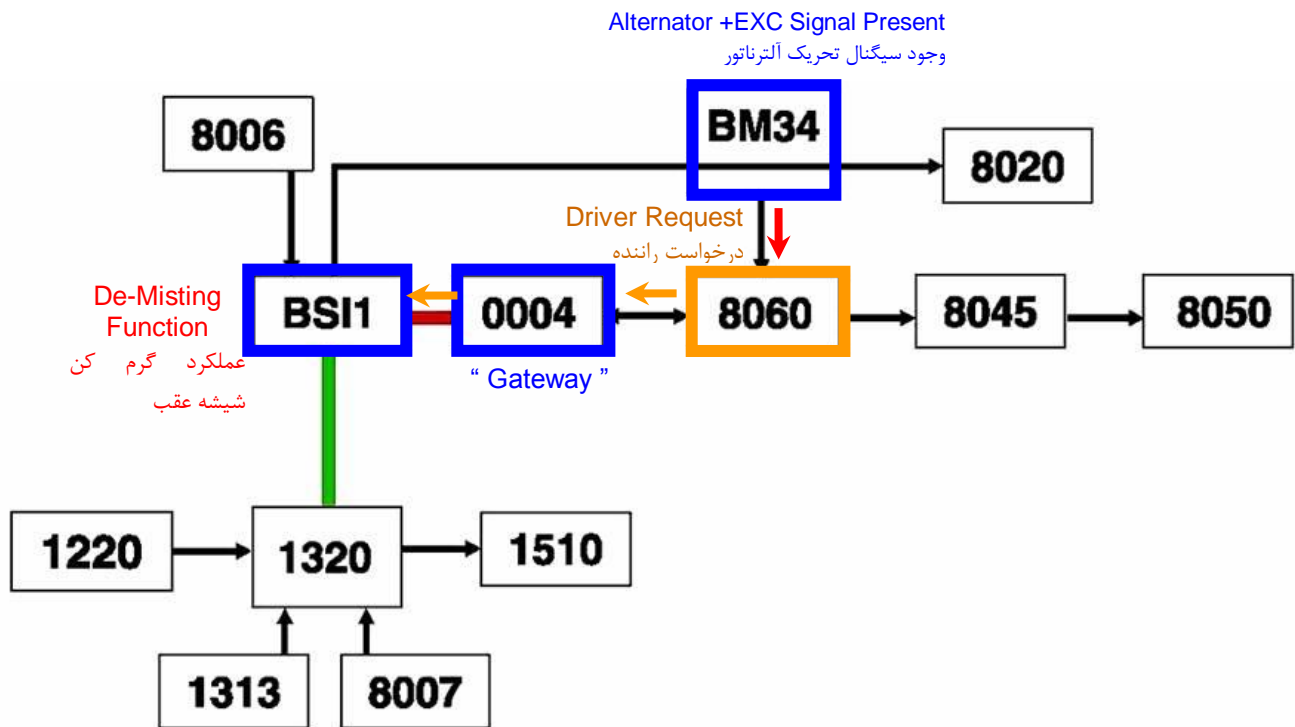 Alternator +EXC Signal Present
وجود سیگنال تحریک آلترناتور
8006
BM34
8020
Driver Request
درخواست راننده
De-Misting
Function
عملکرد گرم کن
شیشه عقب
BSI1
0004
8060
8045
8050
“ Gateway ”
1220
1320
1510
1313
8007